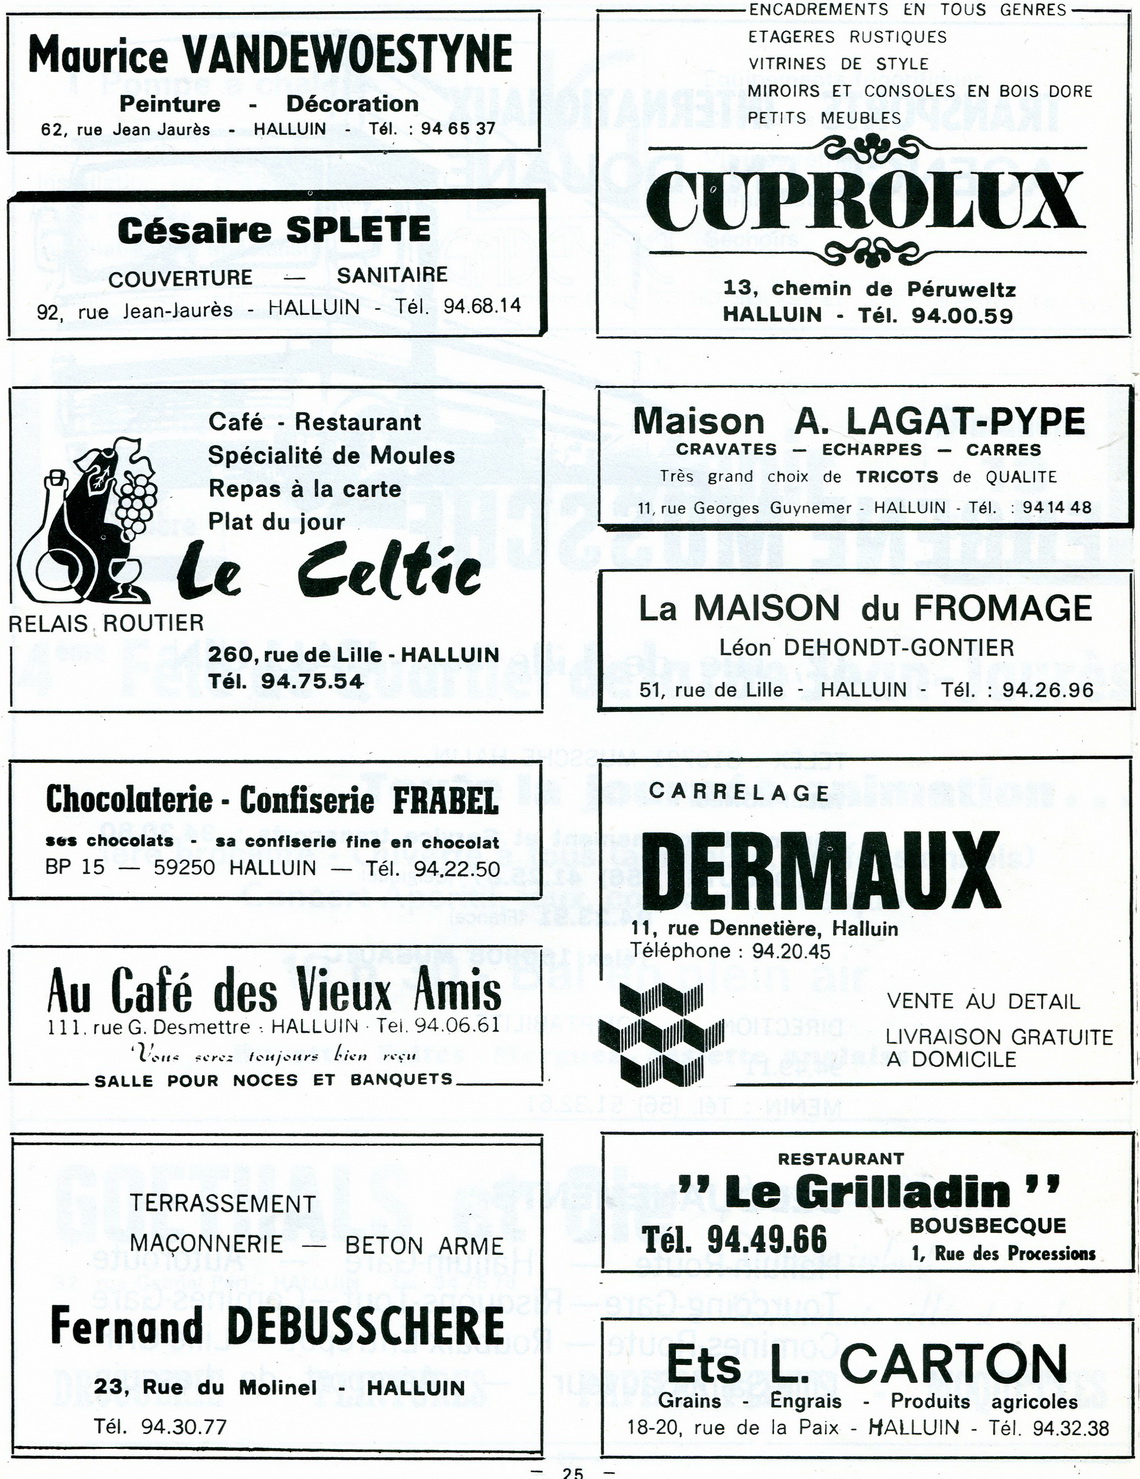 Maurice VANDEWOESTYNE
Peinture - Décoration
62, rue Jean Jaurès - HALLUIN - Tél. : 94 65 37
Césaire SPLETE
COUVERTURE — SANITAIRE
92, rue Jean-Jaurès - HALLUIN - Tél. 94.68.14
Café - Restaurant
Spécialité de Moules
Repas à la carte
Plat du jour
Le Celtic
RELAIS ROUTIER
260, rue de Lille - HALLUIN
Tél. 94.75.54
Chocolaterie - Confiserie FRABEL
ses chocolats - sa confiserie fine en chocolat
BP 15 — 59250 HALLUIN — Tél. 94.22.50
Au Café des Vieux Amis
111, rue G. Desmettre - HALLUIN - Tél. 94.06.61
Vous serez toujours bien reçu
SALLE POUR NOCES ET BANQUETS
TERRASSEMENT
MAÇONNERIE — BETON ARME
Fernand DEBUSSCHERE
23, Rue du Molinel - HALLUIN
Tél. 94.30.77
ENCADREMENTS EN TOUS GENRES
ETAGERES RUSTIQUES
VITRINES DE STYLE
MIROIRS ET CONSOLES EN BOIS DORE
PETITS MEUBLES
CUPROLUX
13, chemin de Péruweltz
HALLUIN - Tél. 94.00.59
Maison A. LAGAT-PYPE
CRAVATES — ECHARPES — CARRES
Très grand choix de TRICOTS de QUALITE
11, rue Georges Guynemer - HALLUIN - Tél. 94 14 48
La MAISON du FROMAGE
Léon DEHONDT-GONTIER
51, rue de Lille - HALLUIN - Tél. : 94.26.96
CARRELAGE
DERMAUX
11, rue Dennetière, Halluin
Téléphone : 94.20.45
VENTE AU DETAIL
LIVRAISON GRATUITE
A DOMICILE
RESTAURANT
" Le Grilladin "
Tél. 94.49.66
BOUSBECQUE
1, Rue des Processions
Ets L. CARTON
Grains - Engrais - Produits agricoles
18-20, rue de la Paix - HALLUIN - Tél. 94.32.38
— 25 —